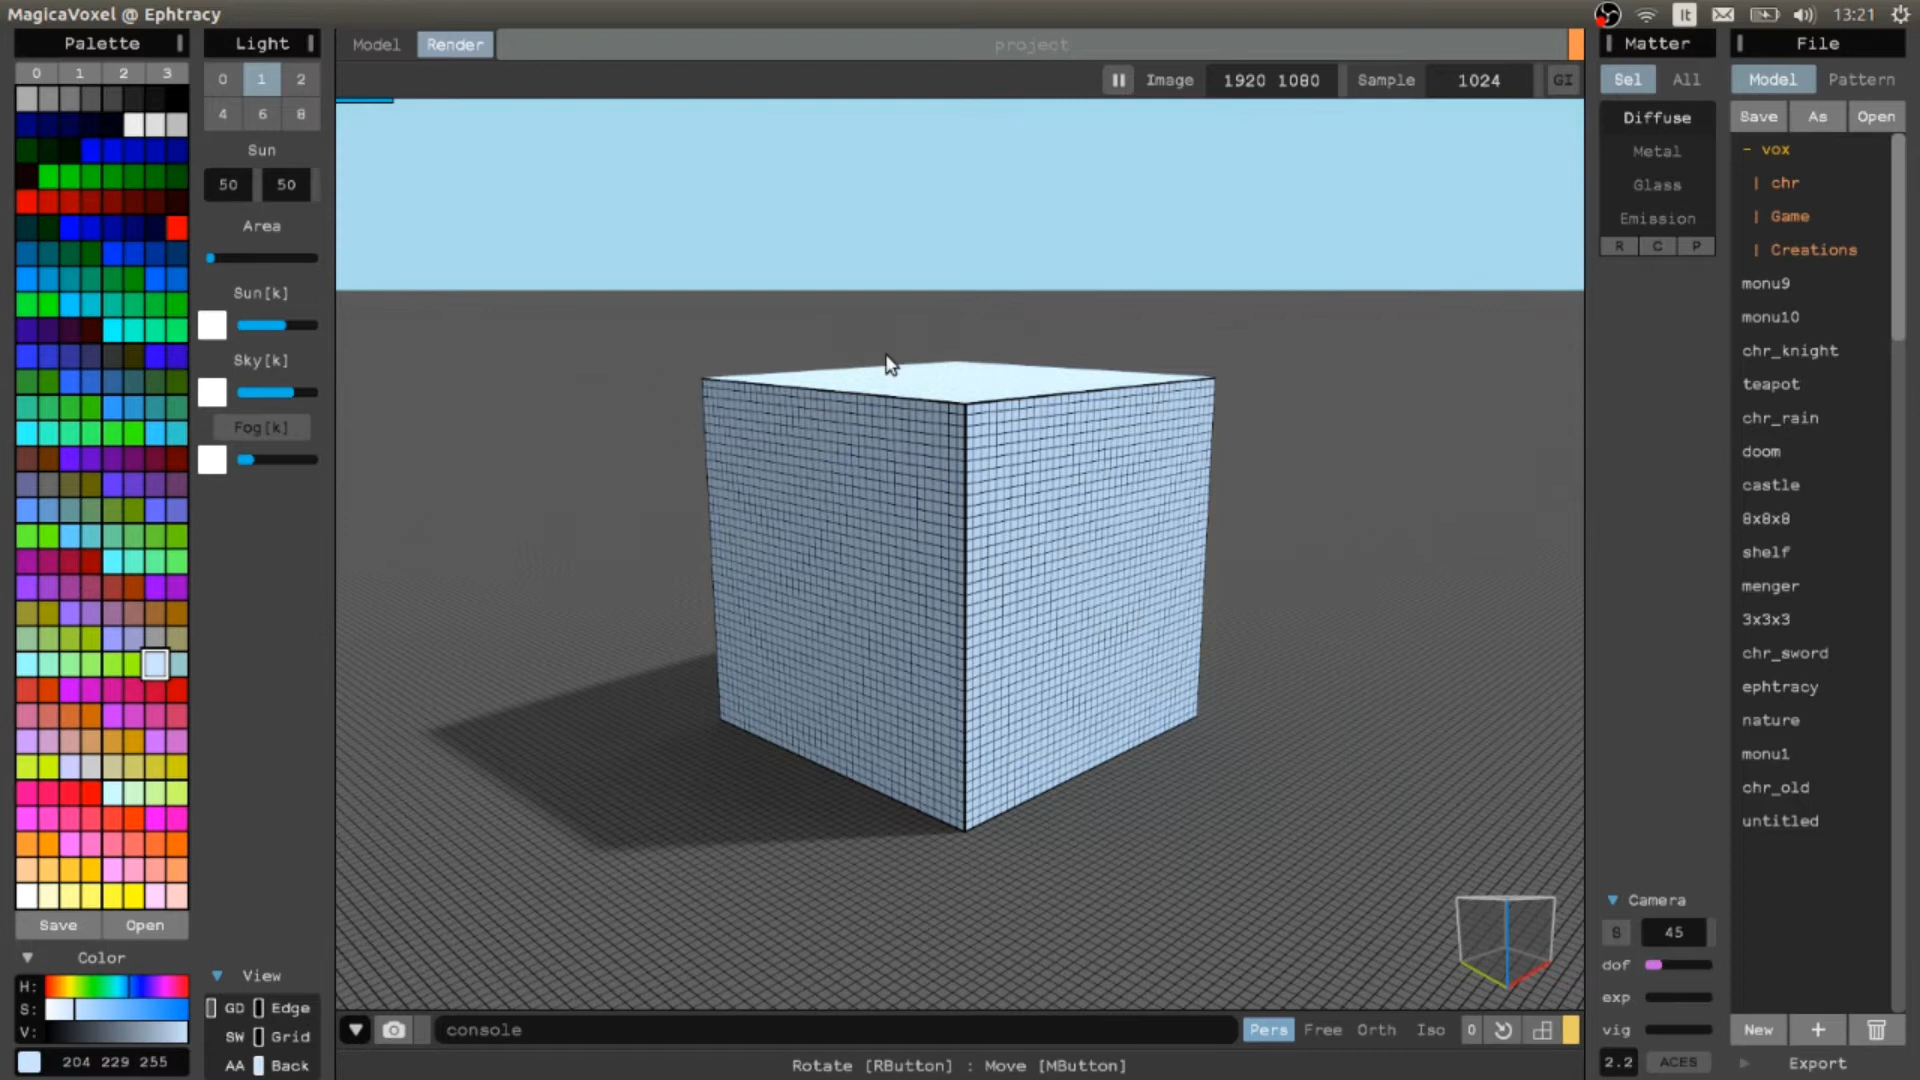 MagicaVoxel @ Ephtracy
It
13:21
Palette
0 1 2 3
Save Open
Color
H:
S:
V:
204 229 255
Light
0 1 2
4 6 8
Sun
50 50
Area
Sun[k]
Sky[k]
Fog[k]
View
GD Edge
SW Grid
AA Back
Model Render project
Image 1920 1080 Sample 1024 GI
console Pers Free Orth Iso 0
Rotate [RButton] : Move [MButton]
Matter
Sel All
Diffuse
Metal
Glass
Emission
R C P
Camera
S 45
dof
exp
vig
2.2 ACES
File
Model Pattern
Save As Open
- vox
| chr
| Game
| Creations
monu9
monu10
chr_knight
teapot
chr_rain
doom
castle
8x8x8
shelf
menger
3x3x3
chr_sword
ephtracy
nature
monu1
chr_old
untitled
New +
Export